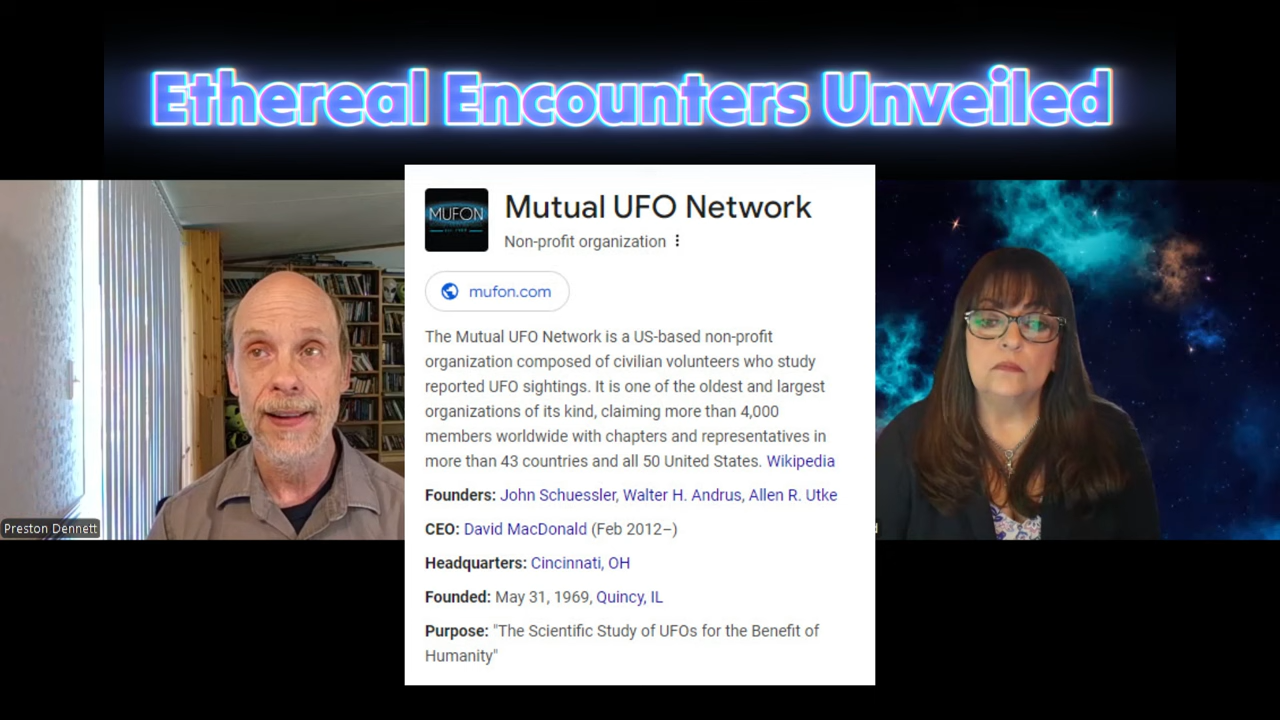 Ethereal Encounters Unveiled
MUFON
Mutual UFO Network
Non-profit organization
mufon.com
The Mutual UFO Network is a US-based non-profit
organization composed of civilian volunteers who study
reported UFO sightings. It is one of the oldest and largest
organizations of its kind, claiming more than 4,000
members worldwide with chapters and representatives in
more than 43 countries and all 50 United States. Wikipedia
Founders: John Schuessler, Walter H. Andrus, Allen R. Utke
CEO: David MacDonald (Feb 2012–)
Headquarters: Cincinnati, OH
Founded: May 31, 1969, Quincy, IL
Purpose: "The Scientific Study of UFOs for the Benefit of
Humanity"
Preston Dennett